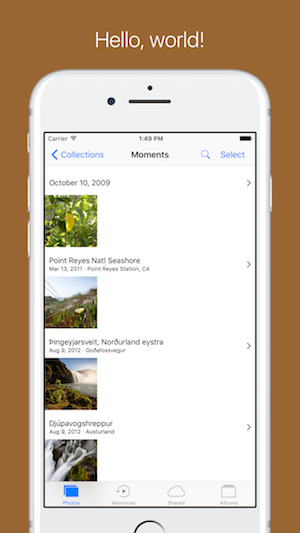 Hello, world!
Carrier 1:49 PM
Collections Moments Select
October 10, 2009
Point Reyes Natl Seashore
Mar 13, 2011 · Point Reyes Station, CA
Þingeyjarsveit, Norðurland eystra
Aug 9, 2012 · Goðafossvegur
Djúpavogshreppur
Aug 9, 2012 · Austurland
Photos Memories Shared Albums